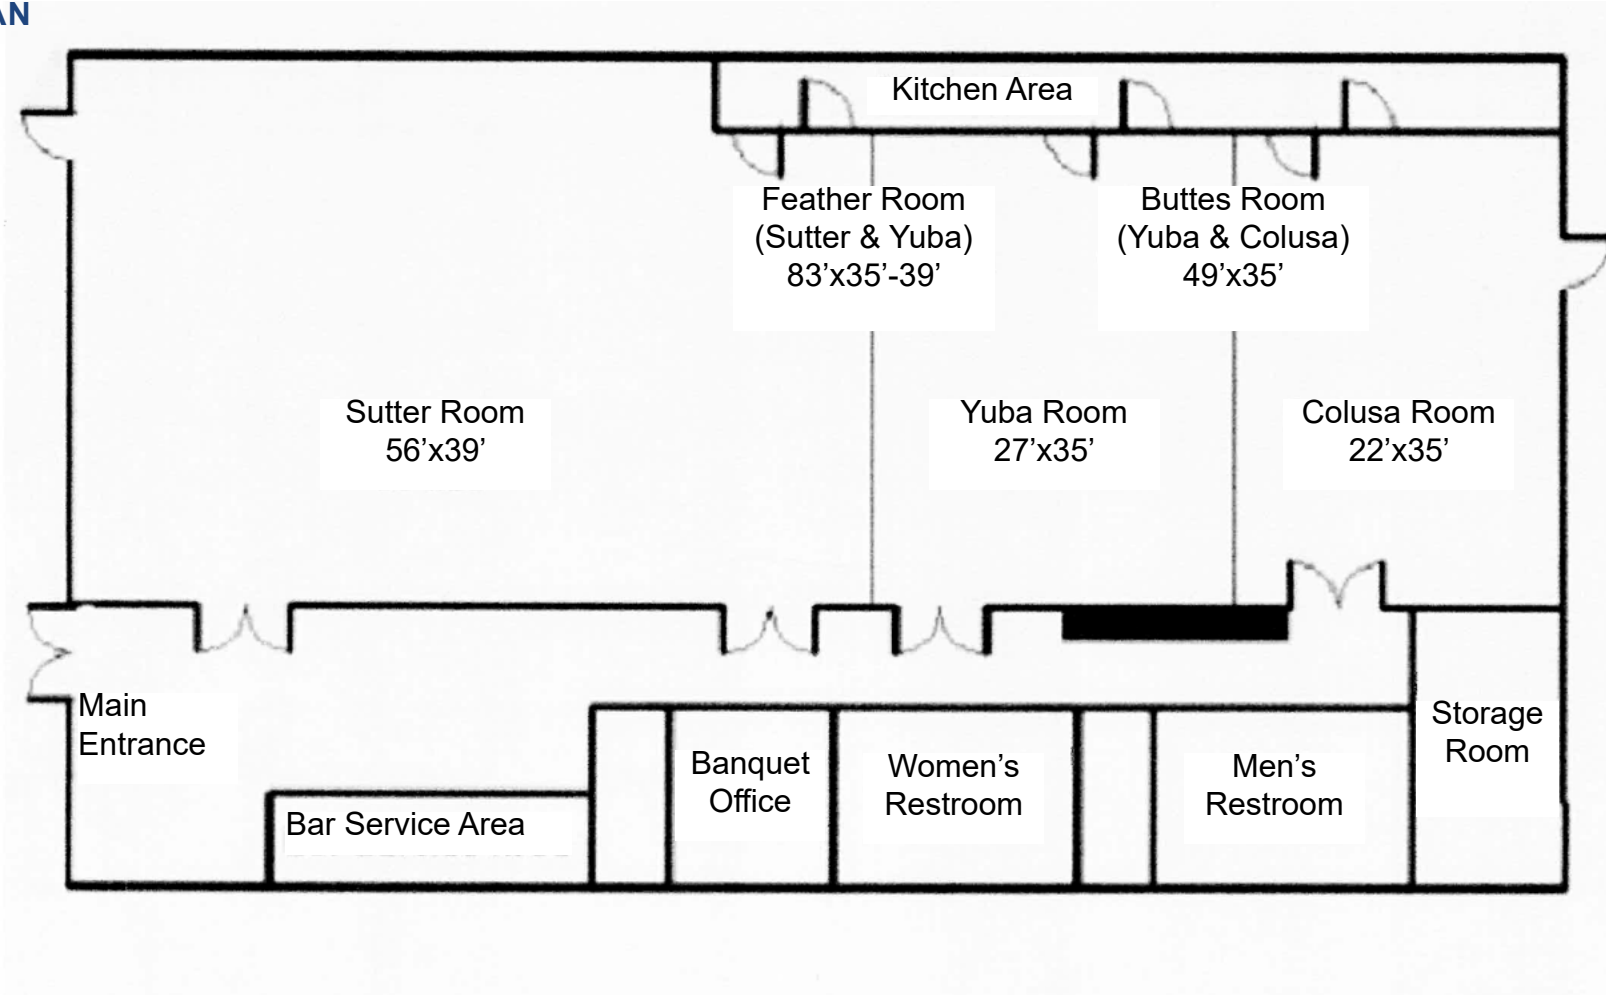 Kitchen Area
Feather Room
(Sutter & Yuba)
83’x35’-39’
Buttes Room
(Yuba & Colusa)
49’x35’
Sutter Room
56’x39’
Yuba Room
27’x35’
Colusa Room
22’x35’
Main
Entrance
Bar Service Area
Banquet
Office
Women’s
Restroom
Men’s
Restroom
Storage
Room